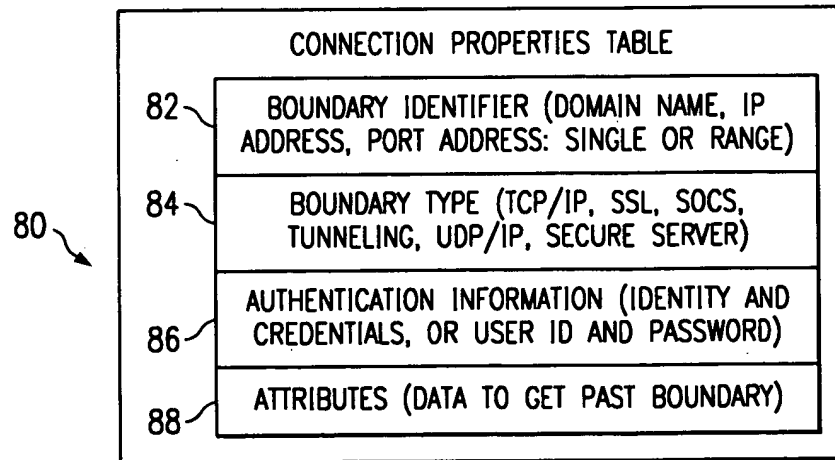 CONNECTION PROPERTIES TABLE
82
BOUNDARY IDENTIFIER (DOMAIN NAME, IP
ADDRESS, PORT ADDRESS: SINGLE OR RANGE)
84
BOUNDARY TYPE (TCP/IP, SSL, SOCS,
TUNNELING, UDP/IP, SECURE SERVER)
80
86
AUTHENTICATION INFORMATION (IDENTITY AND
CREDENTIALS, OR USER ID AND PASSWORD)
88
ATTRIBUTES (DATA TO GET PAST BOUNDARY)